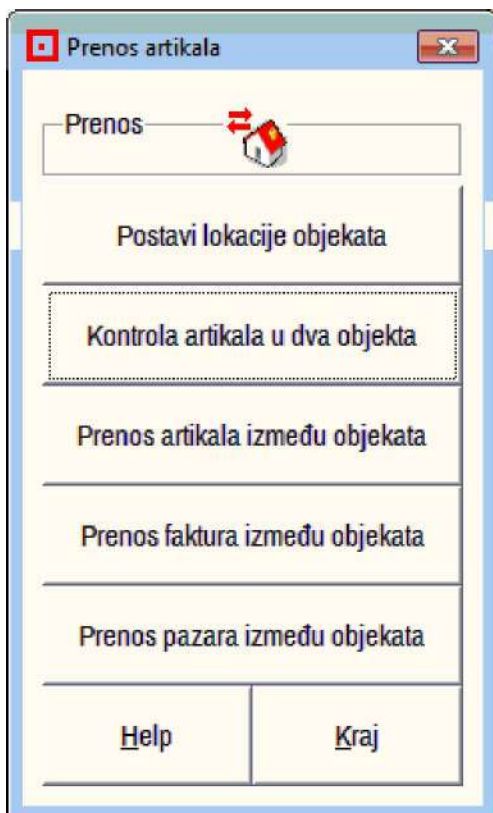 Prenos artikala
Prenos
Postavi lokacije objekata
Kontrola artikala u dva objekta
Prenos artikala između objekata
Prenos faktura između objekata
Prenos pazara između objekata
Help Kraj